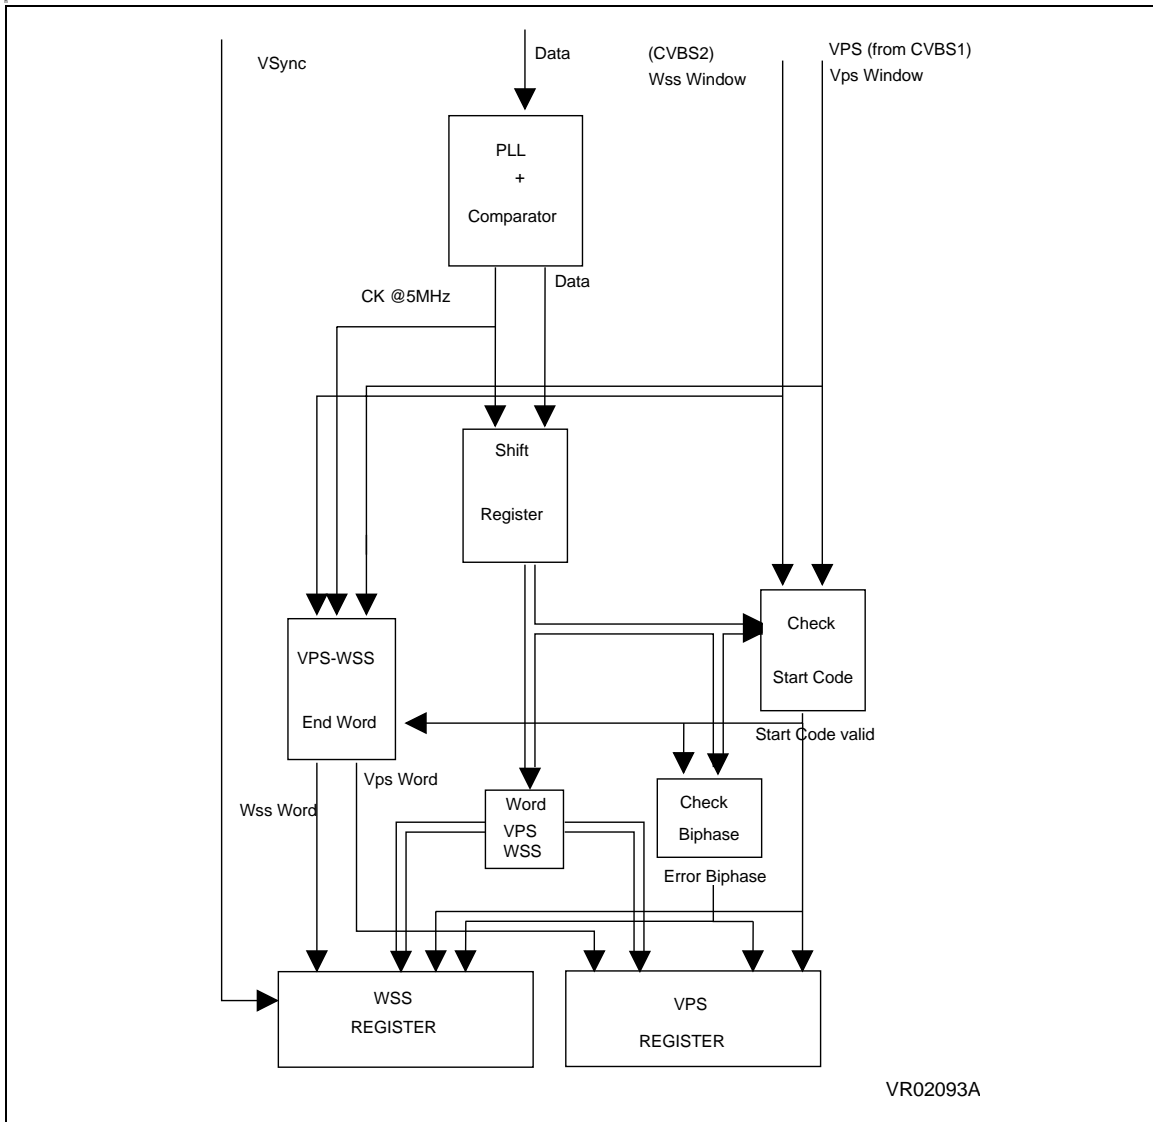 VSync
Data
(CVBS2)
Wss Window
VPS (from CVBS1)
Vps Window
PLL
+
Comparator
CK @5MHz
Data
Shift
Register
VPS-WSS
End Word
Check
Start Code
Start Code valid
Wss Word
Vps Word
Word
VPS
WSS
Check
Biphase
Error Biphase
WSS
REGISTER
VPS
REGISTER
VR02093A